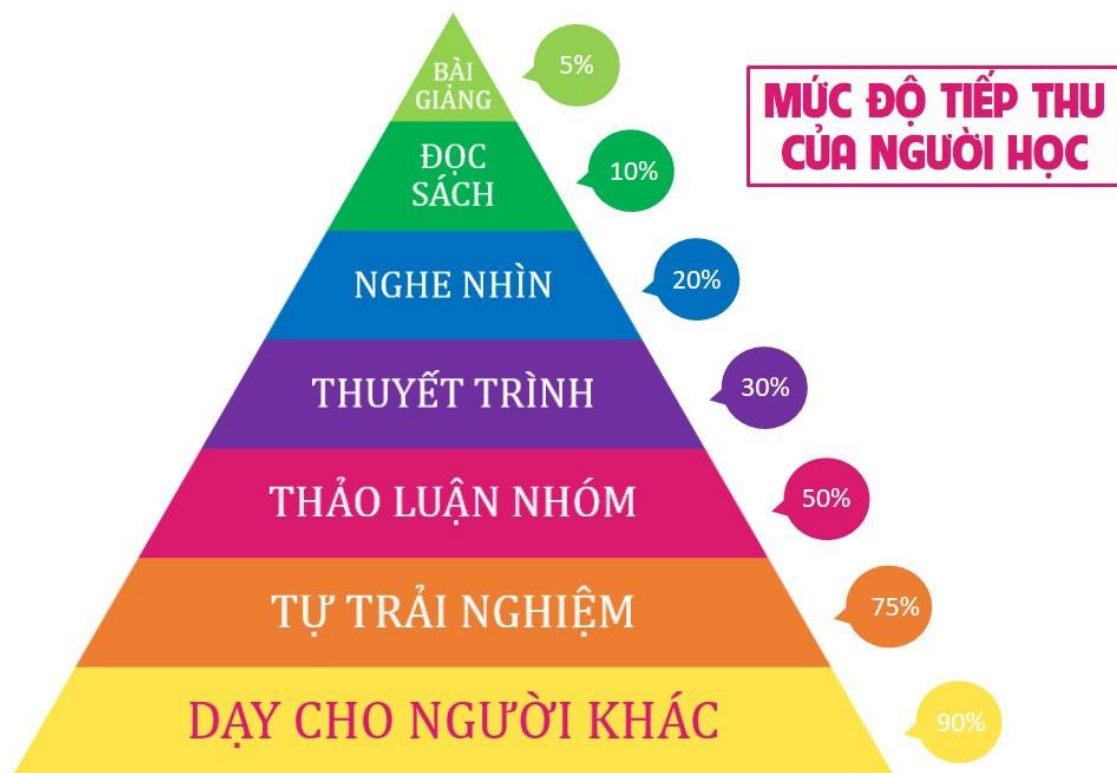 BÀI
GIẢNG
5%
MỨC ĐỘ TIẾP THU
CỦA NGƯỜI HỌC
ĐỌC
SÁCH
10%
NGHE NHÌN
20%
THUYẾT TRÌNH
30%
THẢO LUẬN NHÓM
50%
TỰ TRẢI NGHIỆM
75%
DẠY CHO NGƯỜI KHÁC
90%